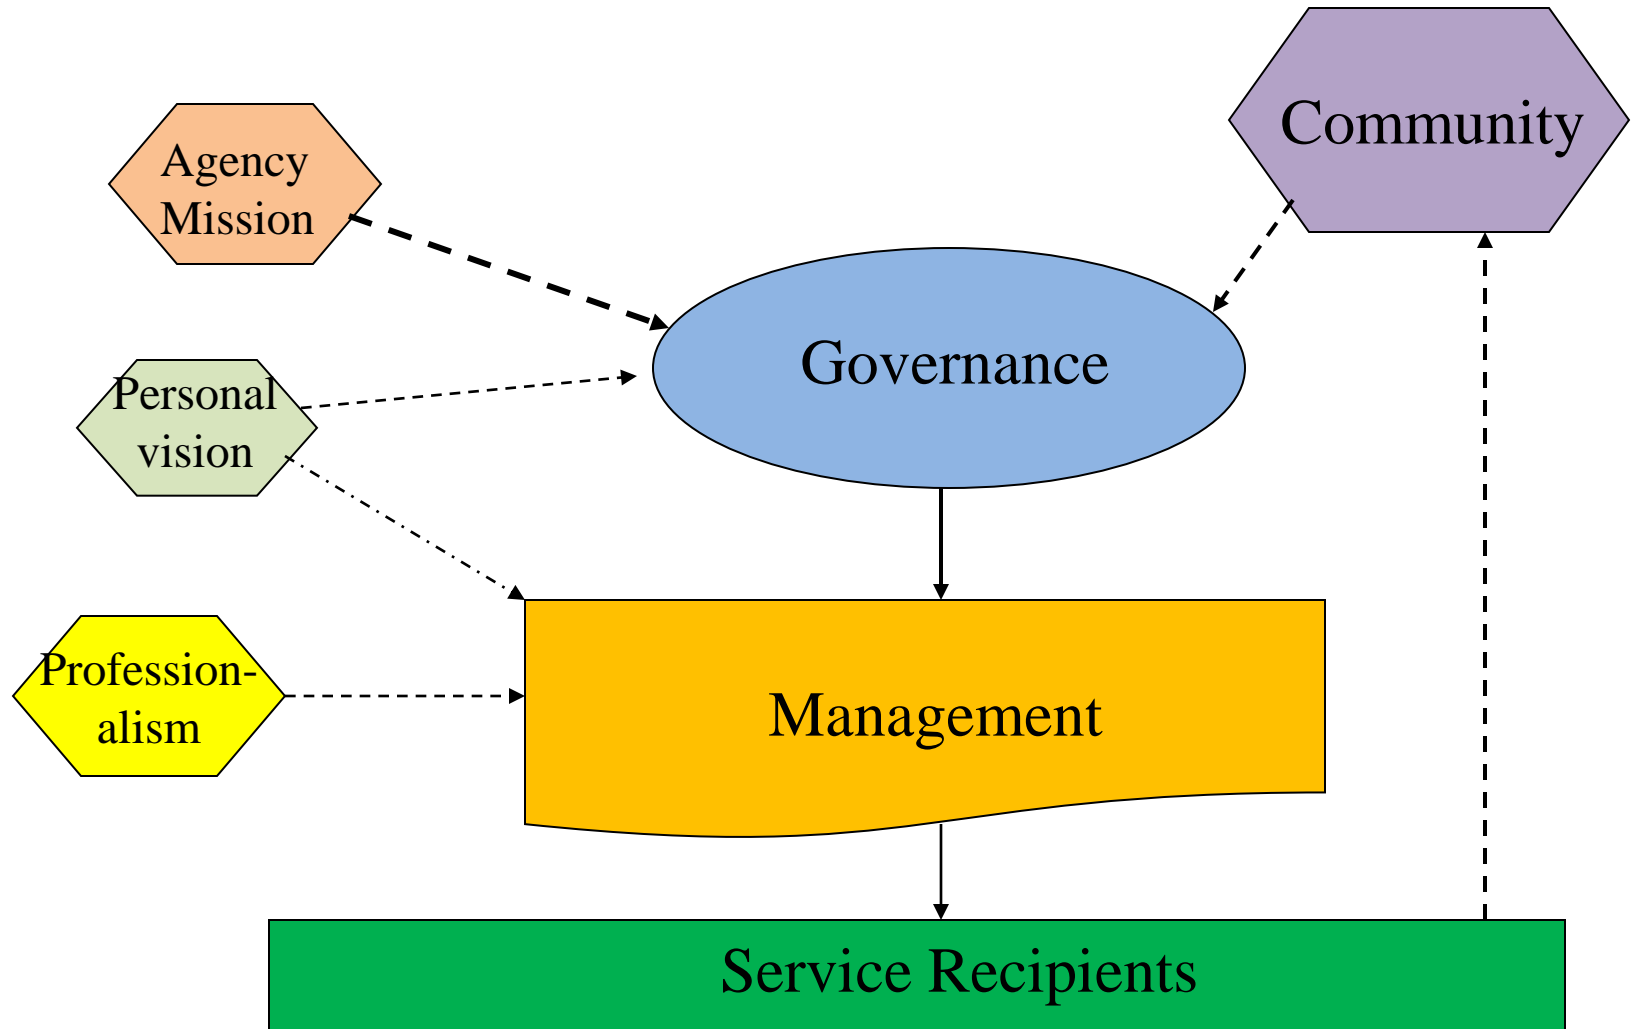 Community
Agency
Mission
Governance
Personal
vision
Profession-
alism
Management
Service Recipients